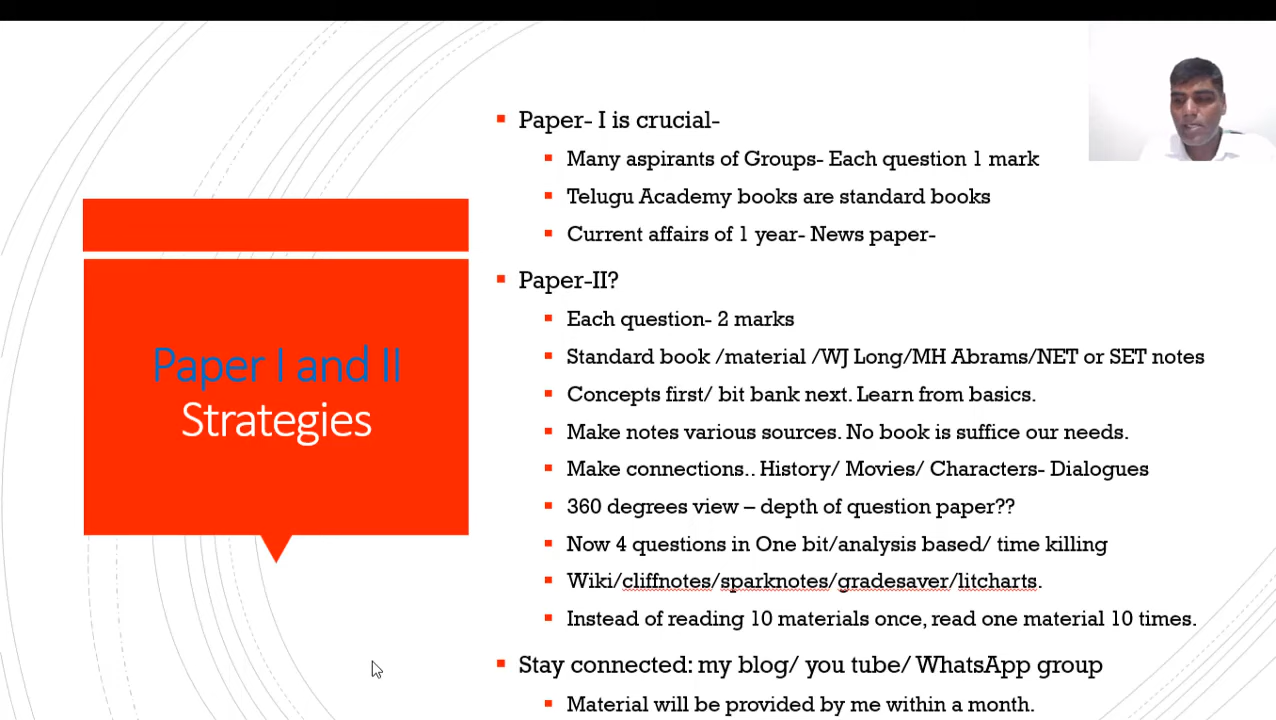 Paper I and II
Strategies
Paper- I is crucial-
Many aspirants of Groups- Each question 1 mark
Telugu Academy books are standard books
Current affairs of 1 year- News paper-
Paper-II?
Each question- 2 marks
Standard book /material /WJ Long/MH Abrams/NET or SET notes
Concepts first/ bit bank next. Learn from basics.
Make notes various sources. No book is suffice our needs.
Make connections.. History/ Movies/ Characters- Dialogues
360 degrees view – depth of question paper??
Now 4 questions in One bit/analysis based/ time killing
Wiki/cliffnotes/sparknotes/gradesaver/litcharts.
Instead of reading 10 materials once, read one material 10 times.
Stay connected: my blog/ you tube/ WhatsApp group
Material will be provided by me within a month.